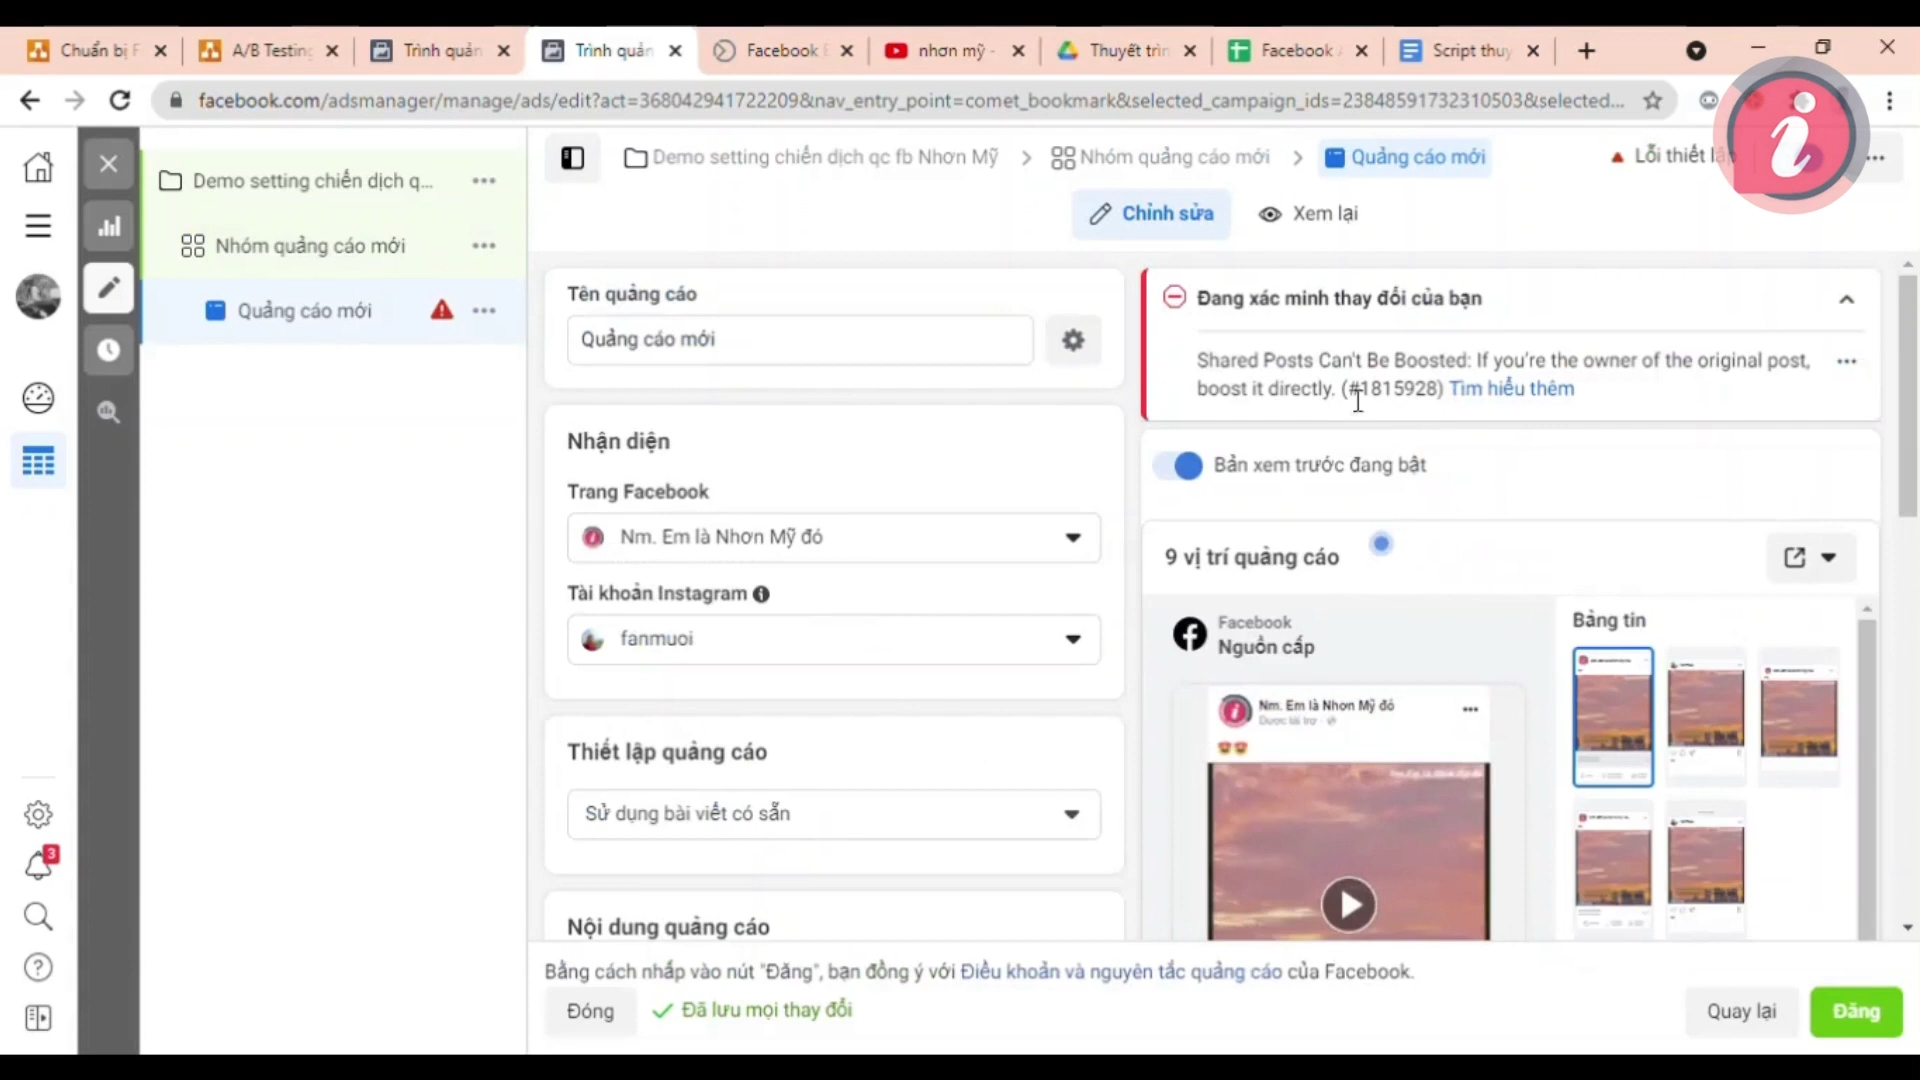 Chuẩn bị F
A/B Testing
Trình quản
Trình quản
Facebook
nhơn mỹ -
Thuyết trìn
Facebook
Script thuy
facebook.com/adsmanager/manage/ads/edit?act=368042941722209&nav_entry_point=comet_bookmark&selected_campaign_ids=23848591732310503&selected...
Demo setting chiến dịch qc fb Nhơn Mỹ
Nhóm quảng cáo mới
Quảng cáo mới
Lỗi thiết lập
Chỉnh sửa
Xem lại
Demo setting chiến dịch q...
Nhóm quảng cáo mới
Quảng cáo mới
Tên quảng cáo
Quảng cáo mới
Nhận diện
Trang Facebook
Nm. Em là Nhơn Mỹ đó
Tài khoản Instagram
fanmuoi
Thiết lập quảng cáo
Sử dụng bài viết có sẵn
Nội dung quảng cáo
Đang xác minh thay đổi của bạn
Shared Posts Can't Be Boosted: If you're the owner of the original post,
boost it directly. (#1815928) Tìm hiểu thêm
Bản xem trước đang bật
9 vị trí quảng cáo
Facebook
Nguồn cấp
Nm. Em là Nhơn Mỹ đó
Được tài trợ
Bảng tin
3
Bằng cách nhấp vào nút "Đăng", bạn đồng ý với Điều khoản và nguyên tắc quảng cáo của Facebook.
Đóng
Đã lưu mọi thay đổi
Quay lại
Đăng